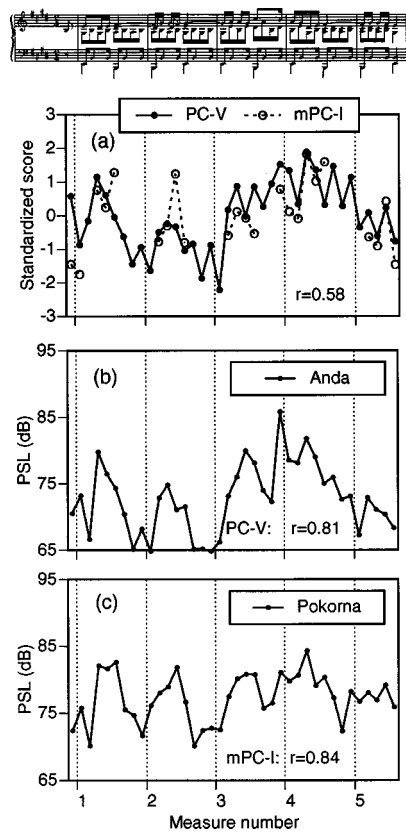 PC-V mPC-I
(a)
Standardized score
3
2
1
0
-1
-2
-3
r=0.58
(b)
Anda
PSL (dB)
95
85
75
65
PC-V: r=0.81
(c)
Pokorna
PSL (dB)
95
85
75
65
mPC-I: r=0.84
1 2 3 4 5
Measure number